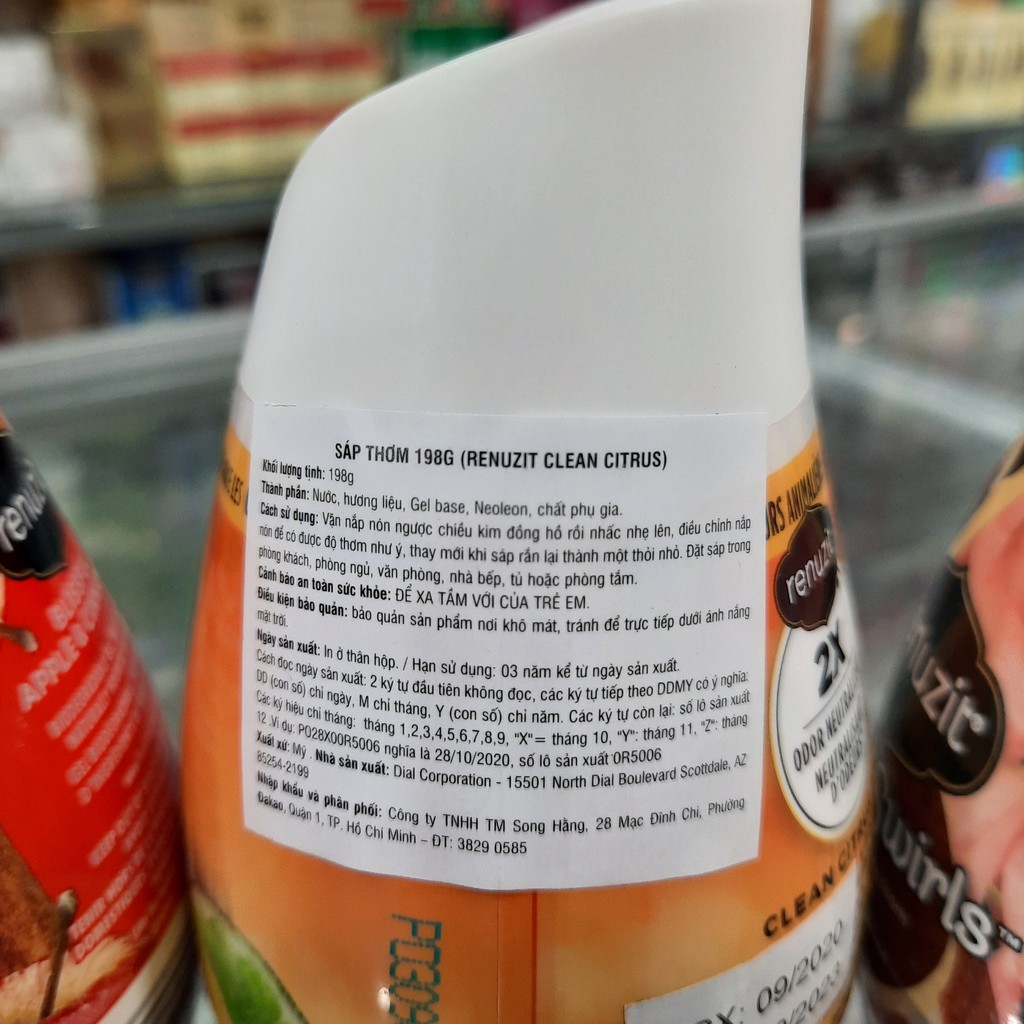 SÁP THƠM 198G (RENUZIT CLEAN CITRUS)
Khối lượng tịnh: 198g
Thành phần: Nước, hương liệu, Gel base, Neoleon, chất phụ gia.
Cách sử dụng: Vặn nắp nón ngược chiều kim đồng hồ rồi nhấc nhẹ lên, điều chỉnh nắp
nón để có được độ thơm như ý, thay mới khi sáp rắn lại thành một thỏi nhỏ. Đặt sáp trong
phòng khách, phòng ngủ, văn phòng, nhà bếp, tủ hoặc phòng tắm.
Cảnh báo an toàn sức khỏe: ĐỂ XA TẦM VỚI CỦA TRẺ EM.
Điều kiện bảo quản: bảo quản sản phẩm nơi khô mát, tránh để trực tiếp dưới ánh nắng
mặt trời.
Ngày sản xuất: In ở thân hộp. / Hạn sử dụng: 03 năm kể từ ngày sản xuất.
Cách đọc ngày sản xuất: 2 ký tự đầu tiên không đọc, các ký tự tiếp theo DDMY có ý nghĩa:
DD (con số) chỉ ngày, M chỉ tháng, Y (con số) chỉ năm. Các ký tự còn lại: số lô sản xuất
Các ký hiệu chỉ tháng: tháng 1,2,3,4,5,6,7,8,9, "X"= tháng 10, "Y": tháng 11, "Z": tháng
12 .Ví dụ: PO28X00R5006 nghĩa là 28/10/2020, số lô sản xuất 0R5006
Xuất xứ: Mỹ . Nhà sản xuất: Dial Corporation - 15501 North Dial Boulevard Scottdale, AZ
85254-2199
Nhập khẩu và phân phối: Công ty TNHH TM Song Hằng, 28 Mạc Đĩnh Chi, Phường
Đakao, Quận 1, TP. Hồ Chí Minh – ĐT: 3829 0585
renuzit
2X
ODOR NEUTRALI
NEUTRALISE
D'ODEURS
CLEAN CITRUS
09/2020
/2023
renuzit
APPLE &
nuzit
wirls™